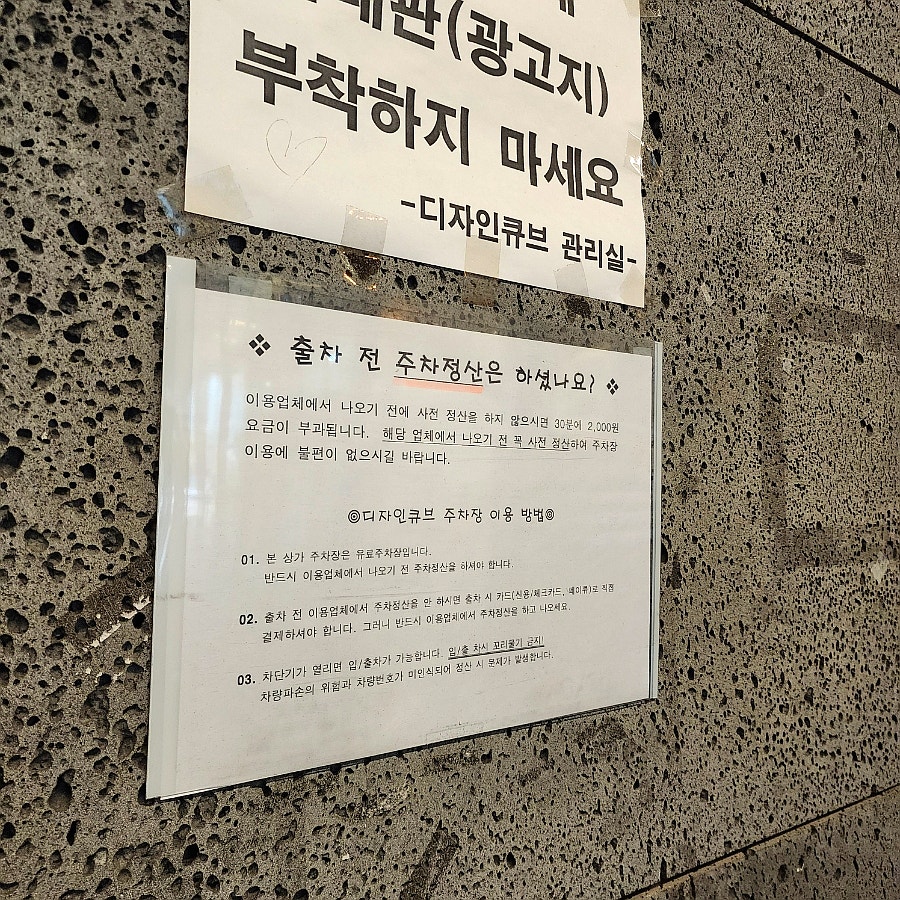 (광고지)
부착하지 마세요
-디자인큐브 관리실-
❖ 출차 전 주차정산은 하셨나요? ❖
이용업체에서 나오기 전에 사전 정산을 하지 않으시면 30분에 2,000원
요금이 부과됩니다. 해당 업체에서 나오기 전 꼭 사전 정산하여 주차장
이용에 불편이 없으시길 바랍니다.
◎디자인큐브 주차장 이용 방법◎
01. 본 상가 주차장은 유료주차장입니다.
반드시 이용업체에서 나오기 전 주차정산을 하셔야 합니다.
02. 출차 전 이용업체에서 주차정산을 안 하시면 출차 시 카드(신용/체크카드, 페이류)로 직접
결제하셔야 합니다. 그러니 반드시 이용업체에서 주차정산을 하고 나오세요.
03. 차단기가 열리면 입/출차가 가능합니다. 입/출 차시 꼬리물기 금지!
차량파손의 위험과 차량번호가 미인식되어 정산 시 문제가 발생합니다.